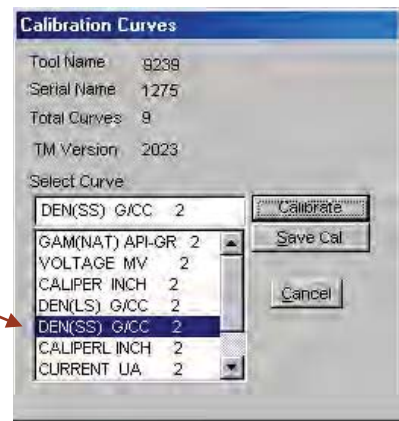 Calibration Curves
Tool Name 9239
Serial Name 1275
Total Curves 9
TM Version 2023
Select Curve
DEN(SS) G/CC 2
Calibrate
GAM(NAT) API-GR 2
Save Cal
VOLTAGE MV 2
CALIPER INCH 2
Cancel
DEN(LS) G/CC 2
DEN(SS) G/CC 2
CALIPERL INCH 2
CURRENT UA 2